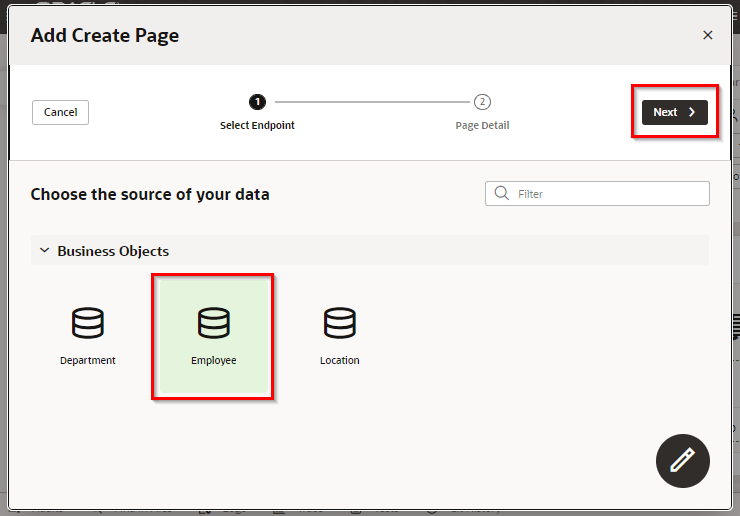 Add Create Page
Cancel
1
2
Select Endpoint
Page Detail
Next
Choose the source of your data
Filter
Business Objects
Department
Employee
Location